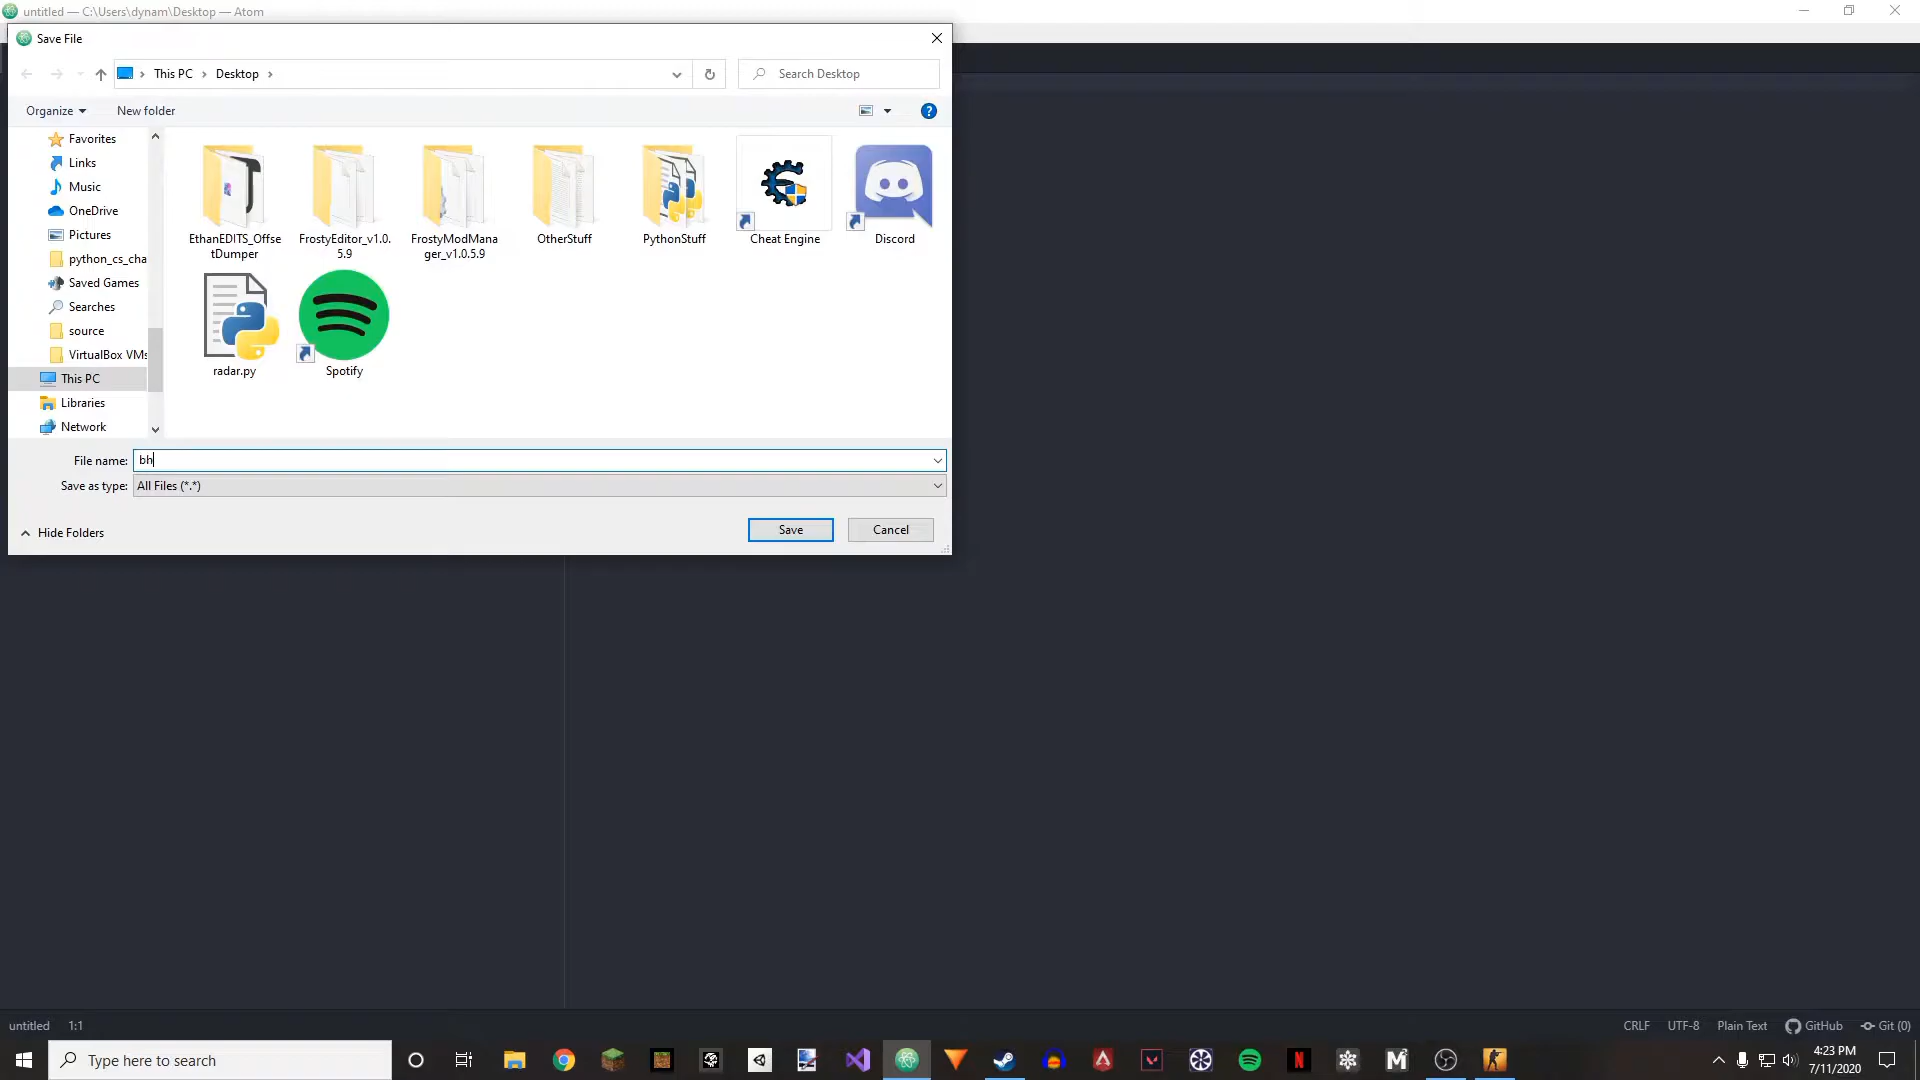 untitled — C:\Users\dynam\Desktop — Atom
Save File
This PC
Desktop
Search Desktop
Organize
New folder
Favorites
Links
Music
OneDrive
Pictures
python_cs_cha
Saved Games
Searches
source
VirtualBox VMs
This PC
Libraries
Network
EthanEDITS_Offse
tDumper
FrostyEditor_v1.0.
5.9
FrostyModMana
ger_v1.0.5.9
OtherStuff
PythonStuff
Cheat Engine
Discord
radar.py
Spotify
File name: bh
Save as type: All Files (*.*)
Hide Folders
Save
Cancel
untitled 1:1
CRLF UTF-8 Plain Text GitHub Git (0)
Type here to search
4:23 PM
7/11/2020